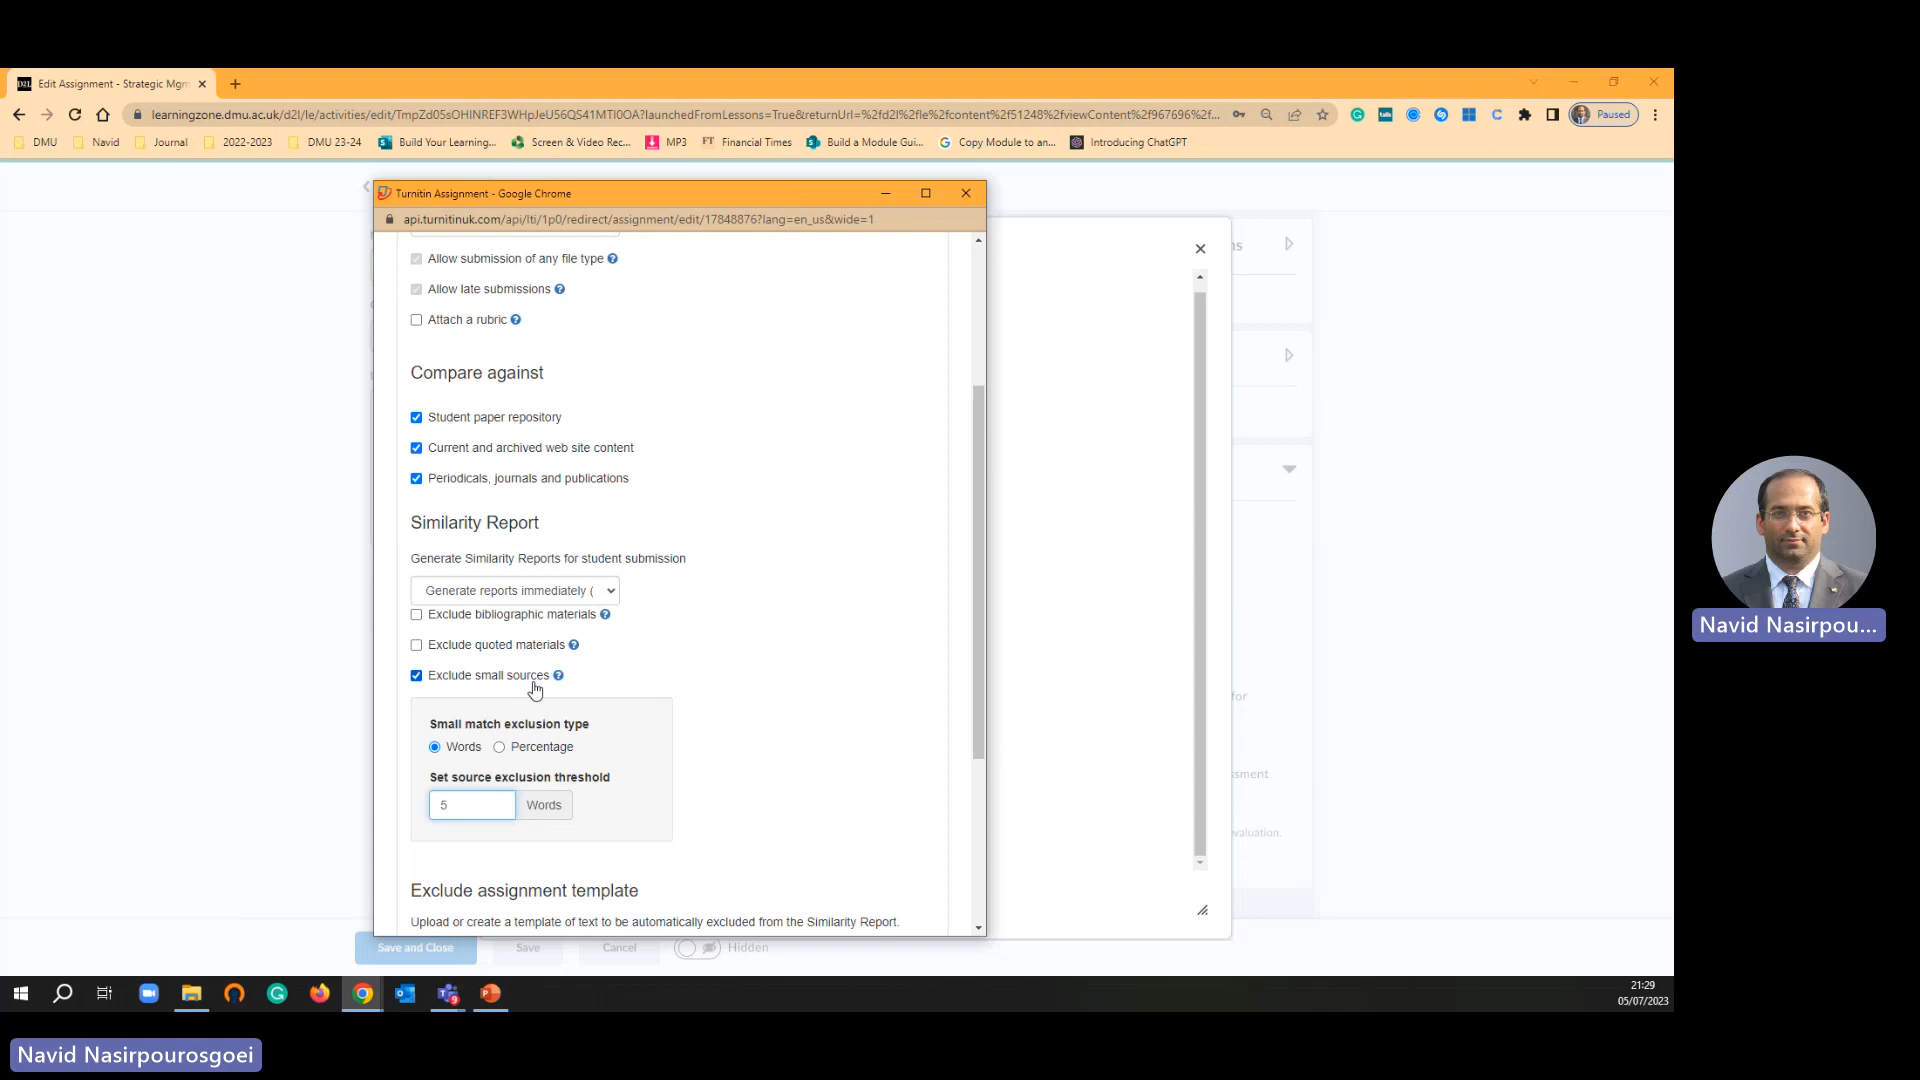 Edit Assignment - Strategic Mgm
learningzone.dmu.ac.uk/d2l/le/activities/edit/TmpZd05sOHINREF3WHpJeU56QS41MTI0OA?launchedFromLessons=True&returnUrl=%2fd2l%2fle%2fcontent%2f51248%2fviewContent%2f967696%2f...
Paused
DMU
Navid
Journal
2022-2023
DMU 23-24
Build Your Learning...
Screen & Video Rec...
MP3
FT Financial Times
Build a Module Gui...
Copy Module to an...
Introducing ChatGPT
Turnitin Assignment - Google Chrome
api.turnitinuk.com/api/lti/1p0/redirect/assignment/edit/17848876?lang=en_us&wide=1
Allow submission of any file type
Allow late submissions
Attach a rubric
Compare against
Student paper repository
Current and archived web site content
Periodicals, journals and publications
Similarity Report
Generate Similarity Reports for student submission
Generate reports immediately (
Exclude bibliographic materials
Exclude quoted materials
Exclude small sources
Small match exclusion type
Words Percentage
Set source exclusion threshold
5 Words
Exclude assignment template
Upload or create a template of text to be automatically excluded from the Similarity Report.
for
valuation.
Save and Close
Save
Cancel
Hidden
21:29
05/07/2023
Navid Nasirpou...
Navid Nasirpourosgoei